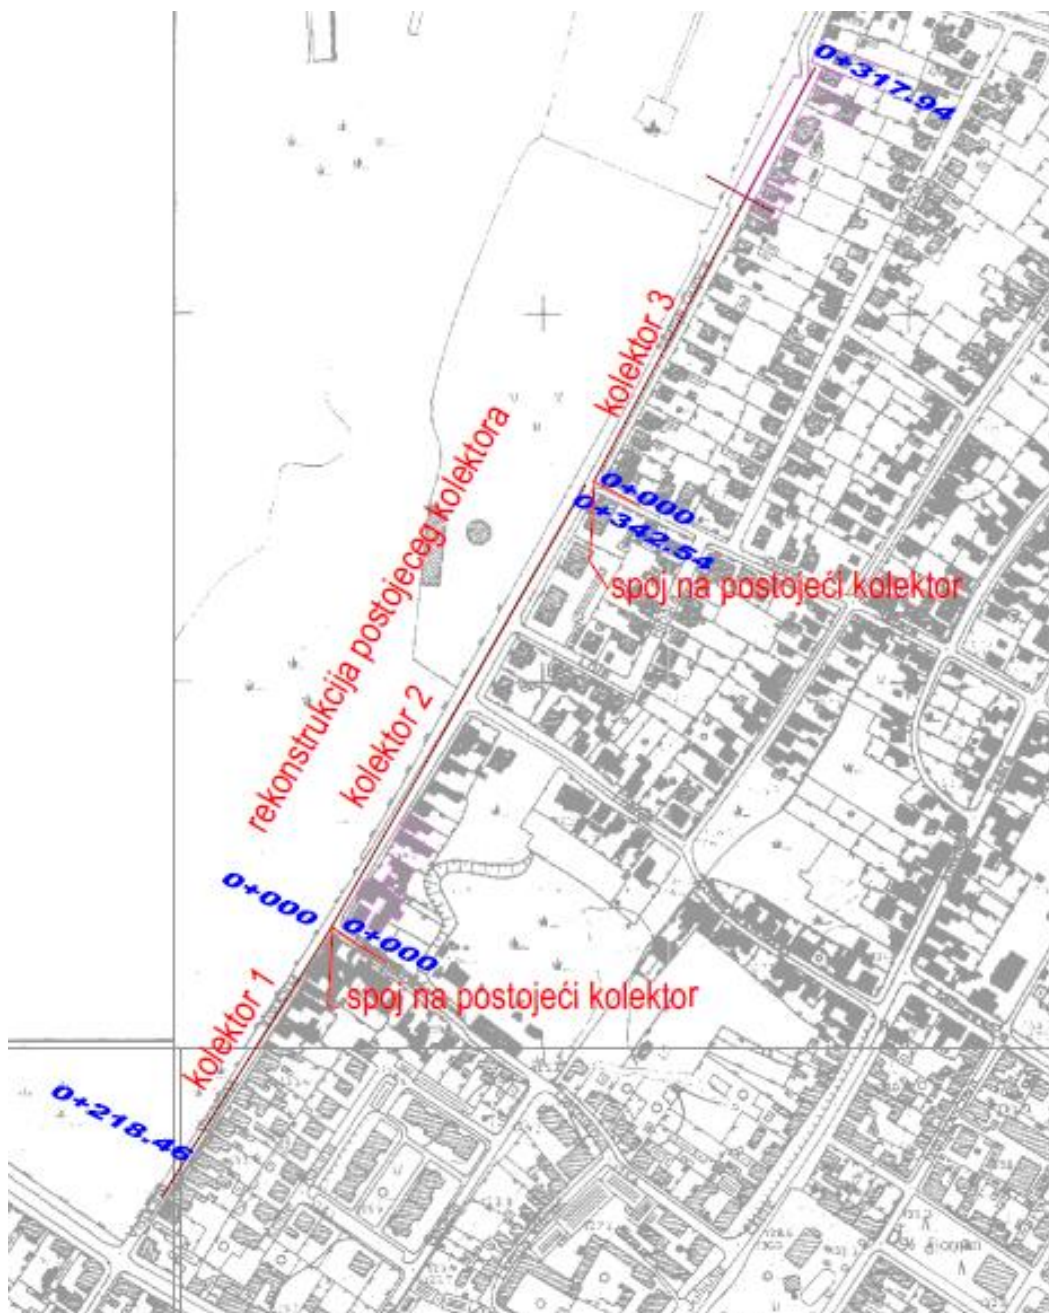 0+317.94
kolektor 3
rekonstrukcija postojeceg kolektora
0+000
0+342.54
spoj na postojećI kolektor
kolektor 2
0+000
0+000
spoj na postojećI kolektor
kolektor 1
0+218.46